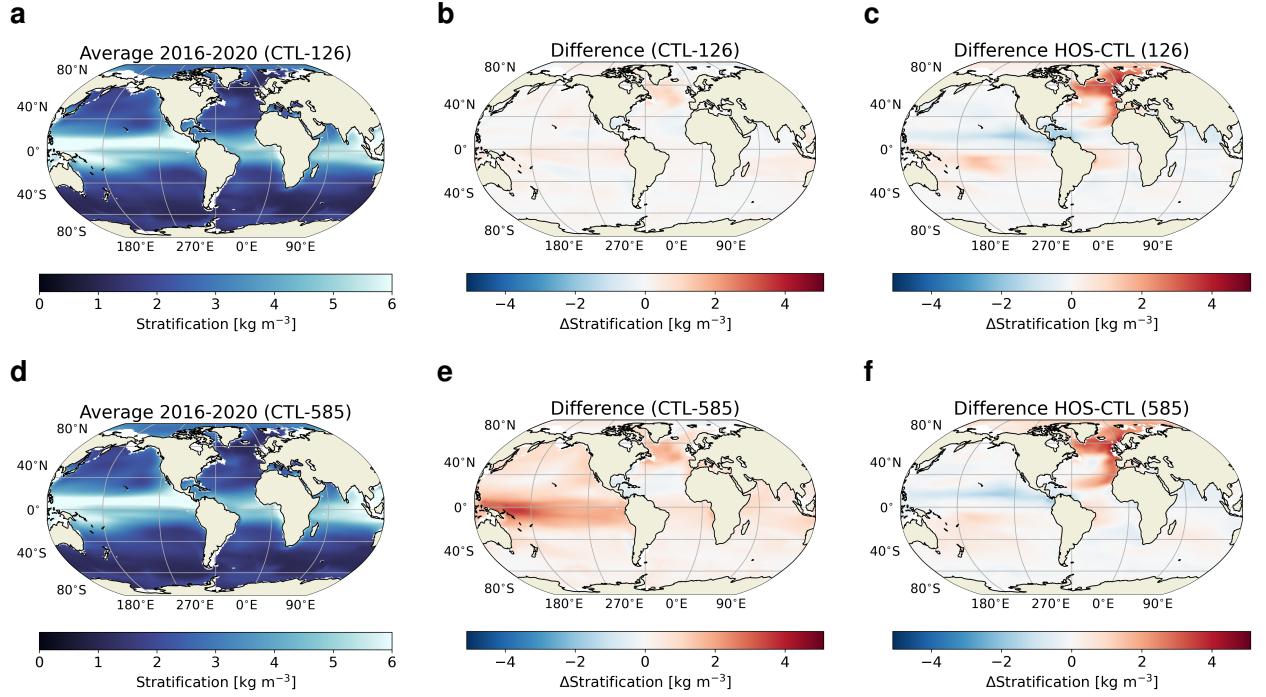 a
b
c
Average 2016-2020 (CTL-126)
Difference (CTL-126)
Difference HOS-CTL (126)
80°N
40°N
0°
40°S
80°S
180°E 270°E 0°E 90°E
80°N
40°N
0°
40°S
80°S
180°E 270°E 0°E 90°E
80°N
40°N
0°
40°S
80°S
180°E 270°E 0°E 90°E
0 1 2 3 4 5 6
Stratification [kg m⁻³]
−4 −2 0 2 4
ΔStratification [kg m⁻³]
−4 −2 0 2 4
ΔStratification [kg m⁻³]
d
e
f
Average 2016-2020 (CTL-585)
Difference (CTL-585)
Difference HOS-CTL (585)
80°N
40°N
0°
40°S
80°S
180°E 270°E 0°E 90°E
80°N
40°N
0°
40°S
80°S
180°E 270°E 0°E 90°E
80°N
40°N
0°
40°S
80°S
180°E 270°E 0°E 90°E
0 1 2 3 4 5 6
Stratification [kg m⁻³]
−4 −2 0 2 4
ΔStratification [kg m⁻³]
−4 −2 0 2 4
ΔStratification [kg m⁻³]